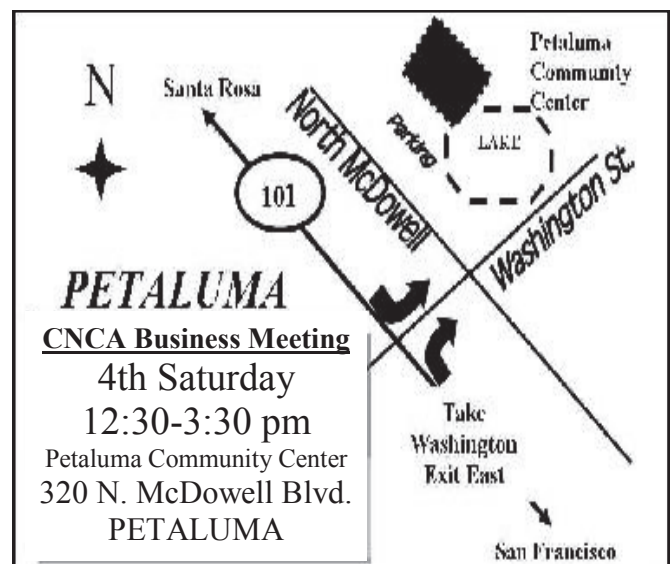 N
Santa Rosa
Petaluma
Community
Center
North McDowell
Parking
LAKE
101
Washington St.
PETALUMA
CNCA Business Meeting
4th Saturday
12:30-3:30 pm
Petaluma Community Center
320 N. McDowell Blvd.
PETALUMA
Take
Washington
Exit East
San Francisco